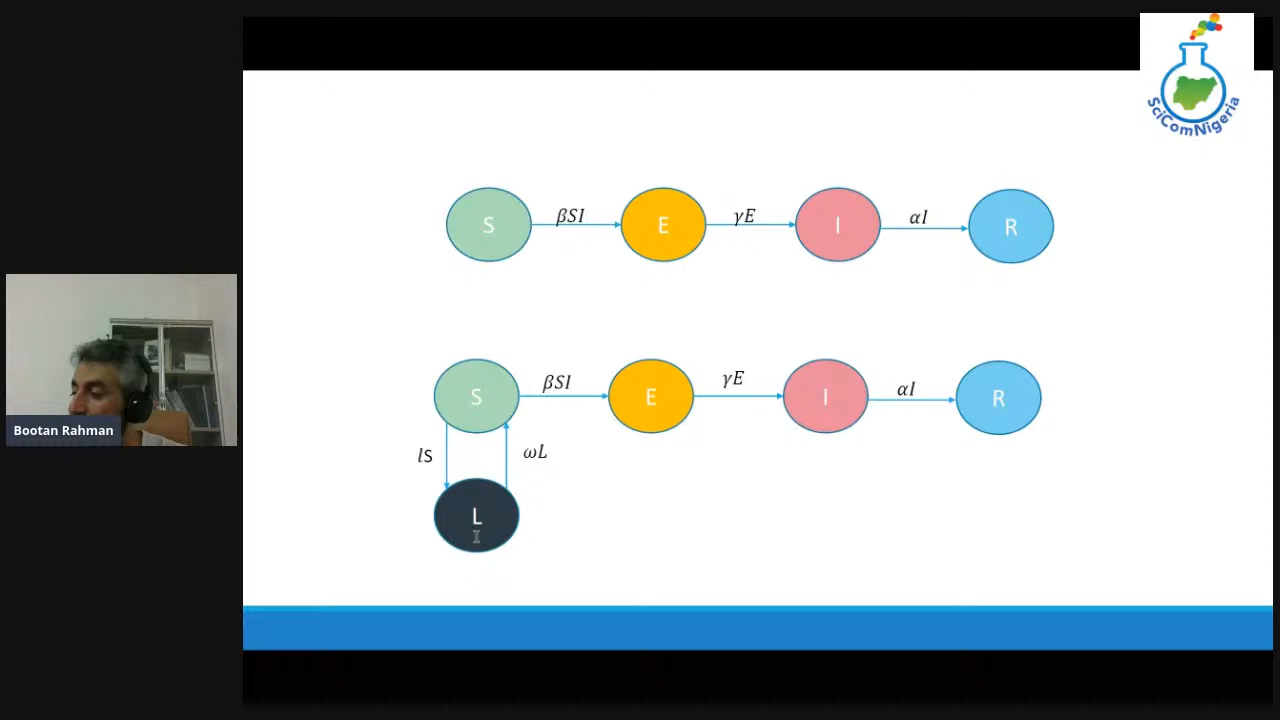 SciComNigeria
βSI γE αI
S E I R
βSI γE αI
S E I R
lS ωL
L
Bootan Rahman